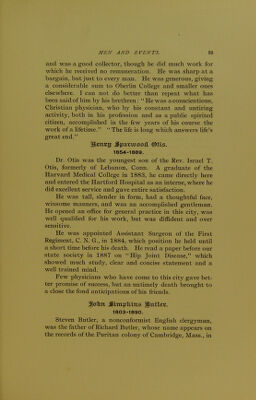 MEN AND EVENTS.
and was a good collector, though he did much work for
which he received no remuneration. He was sharp at a
bargain, but just to every man. He was generous, giving
a considerable sum to Oberlin College and smaller ones
elsewhere. I can not do better than repeat what has
been said of him by his brethren: "He was a conscientious,
Christian physician, who by his constant and untiring
activity, both in his profession and as a public spirited
citizen, accomplished in the few years of his course the
work of a lifetime." "The life is long which answers life's
great end."
Henry Sparwood Otis.
1854-1889.
Dr. Otis was the youngest son of the Rev. Israel T.
Otis, formerly of Lebanon, Conn. A graduate of the
Harvard Medical College in 1883, he came directly here
and entered the Hartford Hospital as an interne, where he
did excellent service and gave entire satisfaction.
He was tall, slender in form, had a thoughtful face,
winsome manners, and was an accomplished gentleman.
He opened an office for general practice in this city, was
well qualified for his work, but was diffident and over
sensitive.
He was appointed Assistant Surgeon of the First
Regiment, C. N. G., in 1884, which position he held until
a short time before his death. He read a paper before our
state society in 1887 on "Hip Joint Disease," which
showed much study, clear and concise statement and a
well trained mind.
Few physicians who have come to this city gave bet-
ter promise of success, but an untimely death brought to
a close the fond anticipations of his friends.
John Simpkins Butler.
1803-1890.
Steven Butler, a nonconformist English clergyman,
was the father of Richard Butler, whose name appears on
the records of the Puritan colony of Cambridge, Mass., in